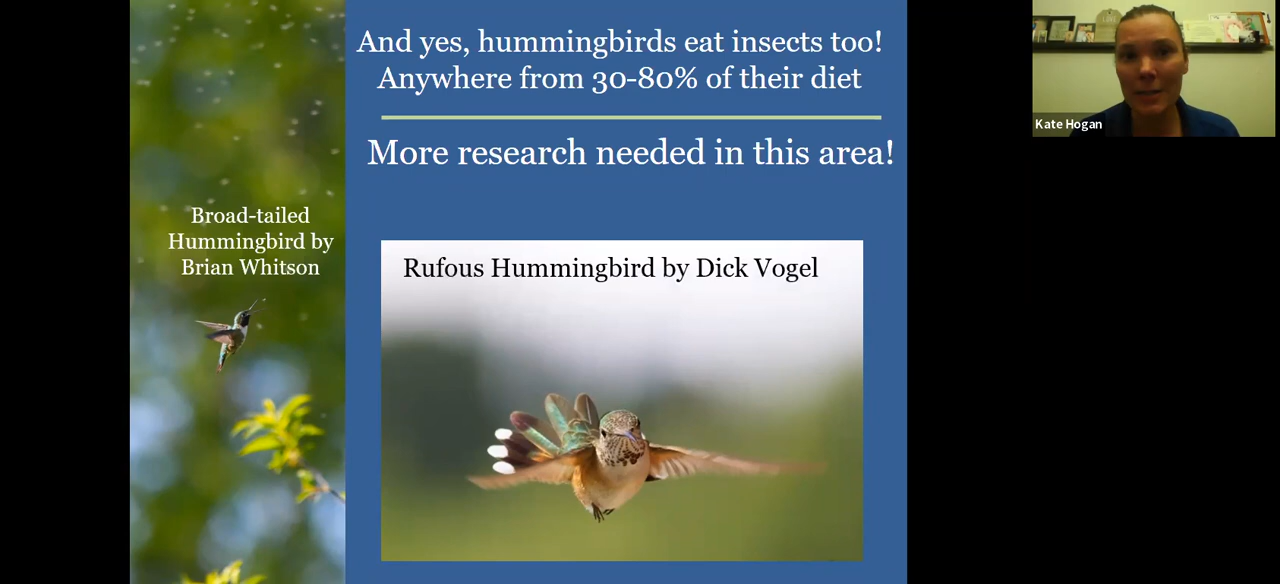 And yes, hummingbirds eat insects too!
Anywhere from 30-80% of their diet
More research needed in this area!
Broad-tailed
Hummingbird by
Brian Whitson
Rufous Hummingbird by Dick Vogel
Kate Hogan